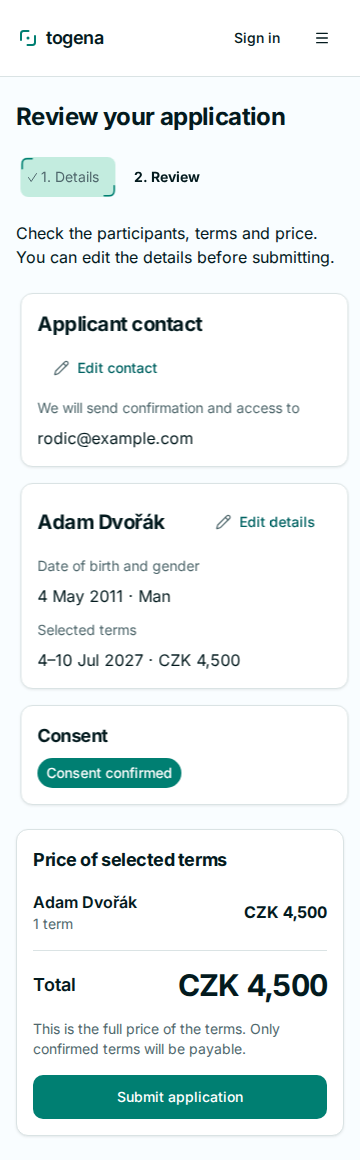 togena
Sign in
Review your application
1. Details
2. Review
Check the participants, terms and price.
You can edit the details before submitting.
Applicant contact
Edit contact
We will send confirmation and access to
rodic@example.com
Adam Dvořák
Edit details
Date of birth and gender
4 May 2011 · Man
Selected terms
4–10 Jul 2027 · CZK 4,500
Consent
Consent confirmed
Price of selected terms
Adam Dvořák
CZK 4,500
1 term
Total
CZK 4,500
This is the full price of the terms. Only
confirmed terms will be payable.
Submit application